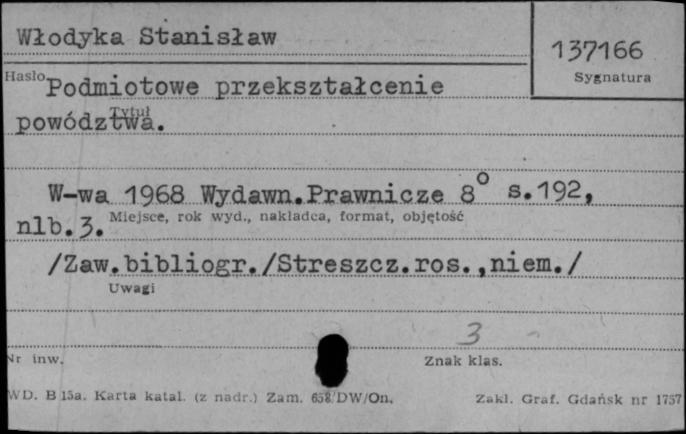 Włodyka Stanisław
137166
Sygnatura
Hasło
Podmiotowe przekształcenie
Tytuł
powództwa.
W-wa 1968 Wydawn.Prawnicze 8° s.192,
Miejsce, rok wyd., nakładca, format, objętość
nlb.3.
/Zaw.bibliogr./Streszcz.ros.,niem./
Uwagi
3
Nr inw.
Znak klas.
WD. B 15a. Karta katal. (z nadr.) Zam. 658/DW/On.
Zakł. Graf. Gdańsk nr 1757